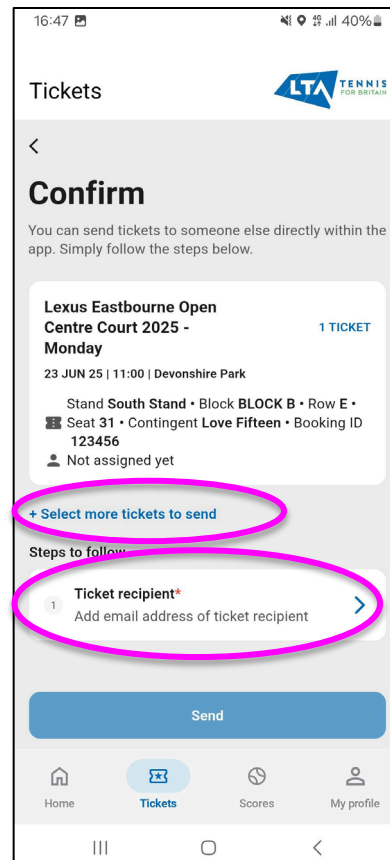 16:47
4G 40%
Tickets
LTA TENNIS
FOR BRITAIN
Confirm
You can send tickets to someone else directly within the
app. Simply follow the steps below.
Lexus Eastbourne Open
Centre Court 2025 -
Monday
1 TICKET
23 JUN 25 | 11:00 | Devonshire Park
Stand South Stand • Block BLOCK B • Row E •
Seat 31 • Contingent Love Fifteen • Booking ID
123456
Not assigned yet
+ Select more tickets to send
Steps to follow
1
Ticket recipient*
Add email address of ticket recipient
Send
Home Tickets Scores My profile